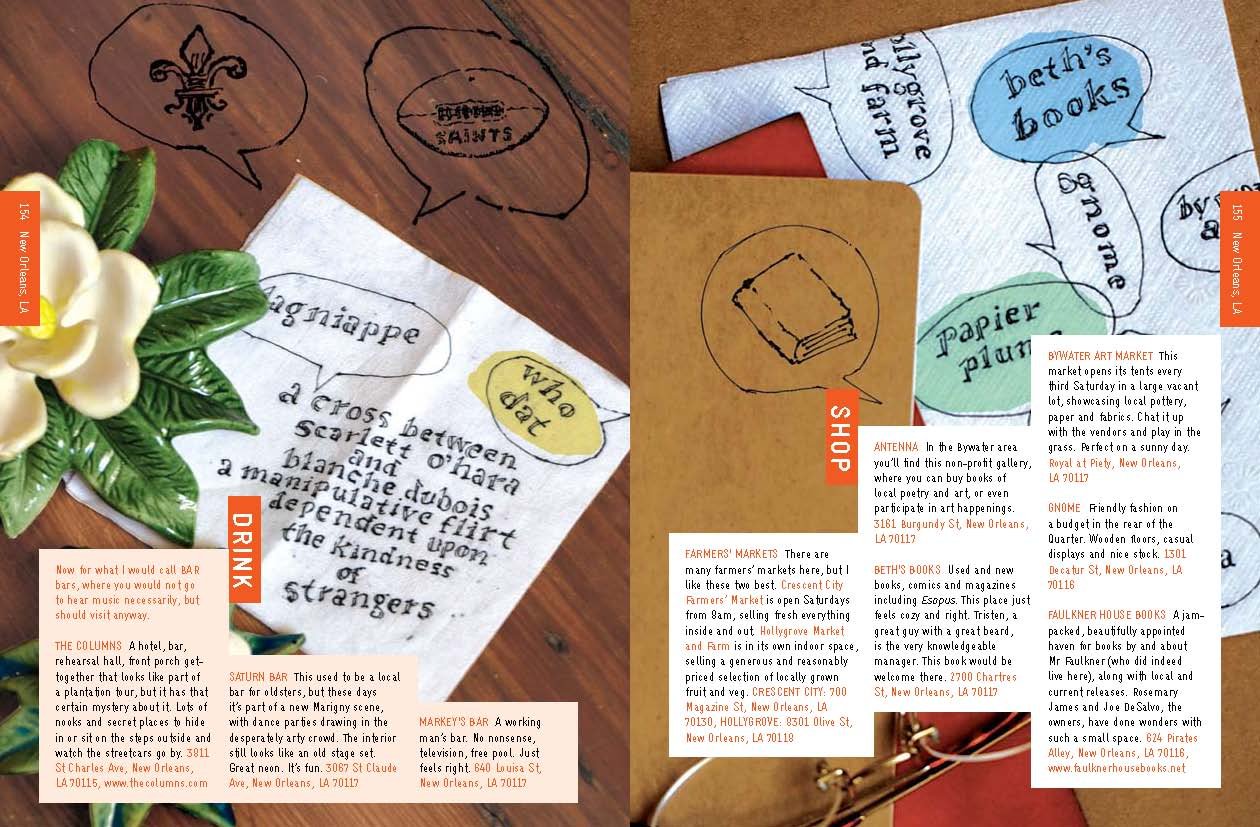 SAINTS
154 New Orleans, LA
lagniappe
who
dat
a cross between
scarlett o'hara
and
blanche dubois
a manipulative flirt
dependent upon
the kindness
of
strangers
DRINK
Now for what I would call BAR
bars, where you would not go
to hear music necessarily, but
should visit anyway.
THE COLUMNS A hotel, bar,
rehearsal hall, front porch get-
together that looks like part of
a plantation tour, but it has that
certain mystery about it. Lots of
nooks and secret places to hide
in or sit on the steps outside and
watch the streetcars go by. 3811
St Charles Ave, New Orleans,
LA 70115, www.thecolumns.com
SATURN BAR This used to be a local
bar for oldsters, but these days
it's part of a new Marigny scene,
with dance parties drawing in the
desperately arty crowd. The interior
still looks like an old stage set.
Great neon. It's fun. 3067 St Claude
Ave, New Orleans, LA 70117
MARKEY'S BAR A working
man's bar. No nonsense,
television, free pool. Just
feels right. 640 Louisa St,
New Orleans, LA 70117
ollygrove
nd farm
beth's
books
gnome
by
a
papier
plum
155 New Orleans, LA
SHOP
FARMERS' MARKETS There are
many farmers' markets here, but I
like these two best. Crescent City
Farmers' Market is open Saturdays
from 8am, selling fresh everything
inside and out. Hollygrove Market
and Farm is in its own indoor space,
selling a generous and reasonably
priced selection of locally grown
fruit and veg. CRESCENT CITY: 700
Magazine St, New Orleans, LA
70130, HOLLYGROVE: 8301 Olive St,
New Orleans, LA 70118
ANTENNA In the Bywater area
you'll find this non-profit gallery,
where you can buy books of
local poetry and art, or even
participate in art happenings.
3161 Burgundy St, New Orleans,
LA 70117
BETH'S BOOKS Used and new
books, comics and magazines
including Esopus. This place just
feels cozy and right. Tristen, a
great guy with a great beard,
is the very knowledgeable
manager. This book would be
welcome there. 2700 Chartres
St, New Orleans, LA 70117
BYWATER ART MARKET This
market opens its tents every
third Saturday in a large vacant
lot, showcasing local pottery,
paper and fabrics. Chat it up
with the vendors and play in the
grass. Perfect on a sunny day.
Royal at Piety, New Orleans,
LA 70117
GNOME Friendly fashion on
a budget in the rear of the
Quarter. Wooden floors, casual
displays and nice stock. 1301
Decatur St, New Orleans, LA
70116
FAULKNER HOUSE BOOKS A jam-
packed, beautifully appointed
haven for books by and about
Mr Faulkner (who did indeed
live here), along with local and
current releases. Rosemary
James and Joe DeSalvo, the
owners, have done wonders with
such a small space. 624 Pirates
Alley, New Orleans, LA 70116,
www.faulknerhousebooks.net